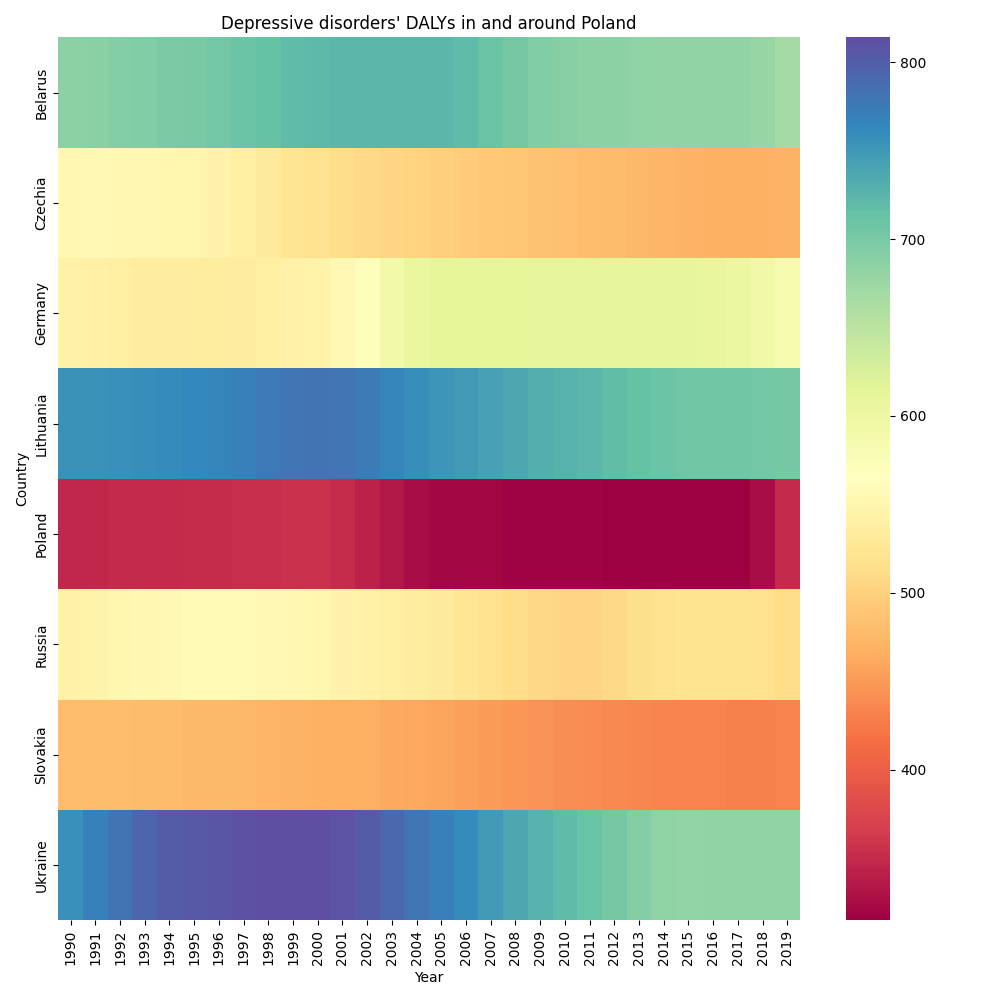 Depressive disorders' DALYs in and around Poland
Country
Belarus
Czechia
Germany
Lithuania
Poland
Russia
Slovakia
Ukraine
1990 1991 1992 1993 1994 1995 1996 1997 1998 1999 2000 2001 2002 2003 2004 2005 2006 2007 2008 2009 2010 2011 2012 2013 2014 2015 2016 2017 2018 2019
Year
800
700
600
500
400